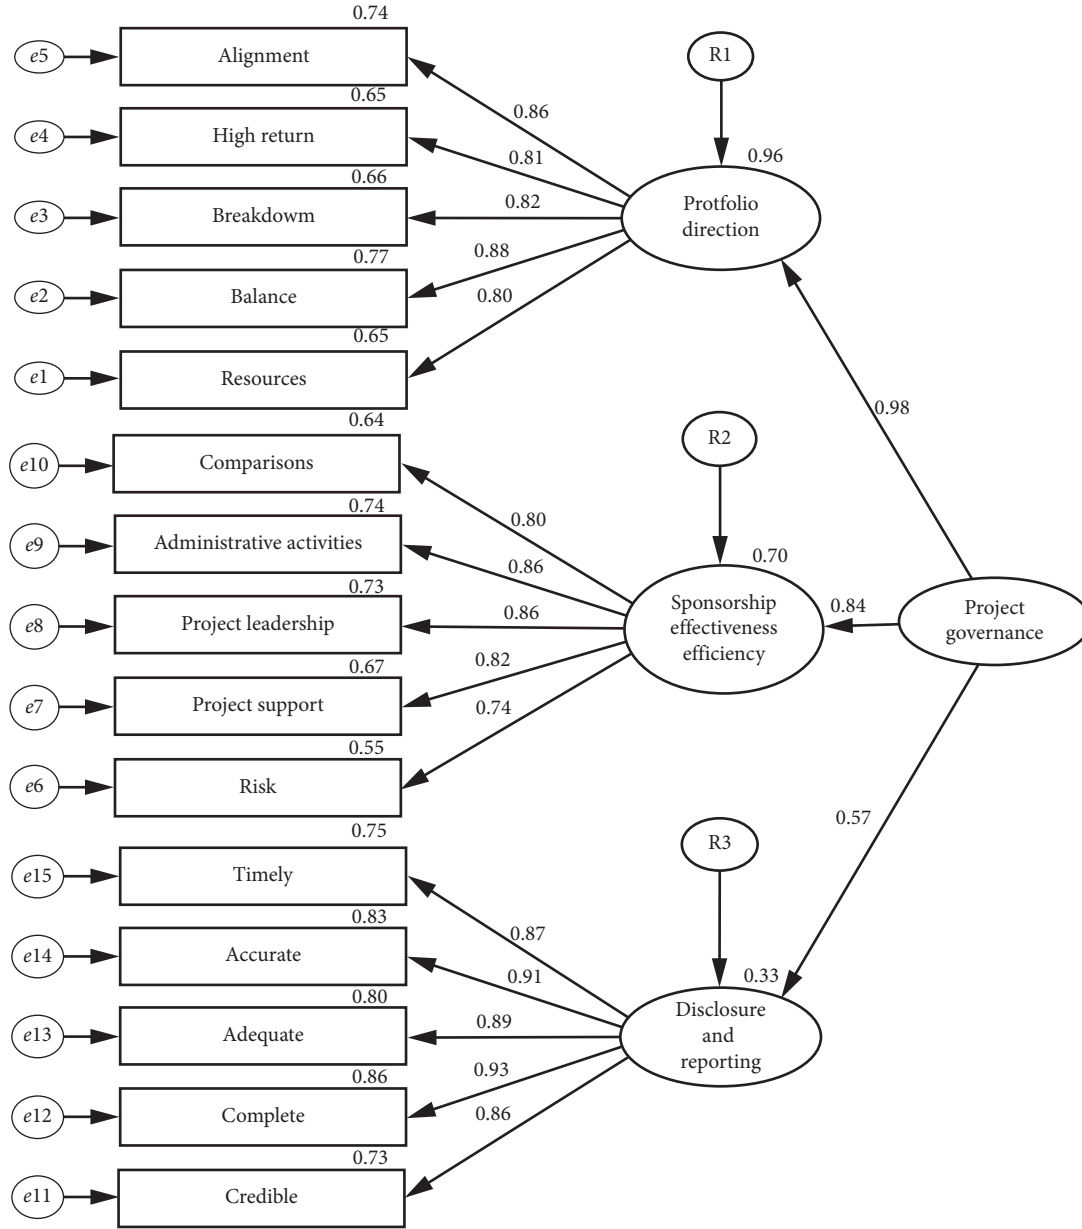 0.74
e5
Alignment
0.86
R1
0.65
e4
High return
0.81
0.96
0.66
e3
Breakdowm
0.82
Protfolio
direction
0.77
e2
Balance
0.88
0.65
e1
Resources
0.80
0.98
0.64
e10
Comparisons
0.80
R2
0.74
e9
Administrative activities
0.86
0.70
0.73
e8
Project leadership
0.86
Sponsorship
effectiveness
efficiency
0.84
Project
governance
0.67
e7
Project support
0.82
0.55
e6
Risk
0.74
0.57
0.75
e15
Timely
0.87
R3
0.83
e14
Accurate
0.91
0.33
0.80
e13
Adequate
0.89
Disclosure
and
reporting
0.86
e12
Complete
0.93
0.73
e11
Credible
0.86